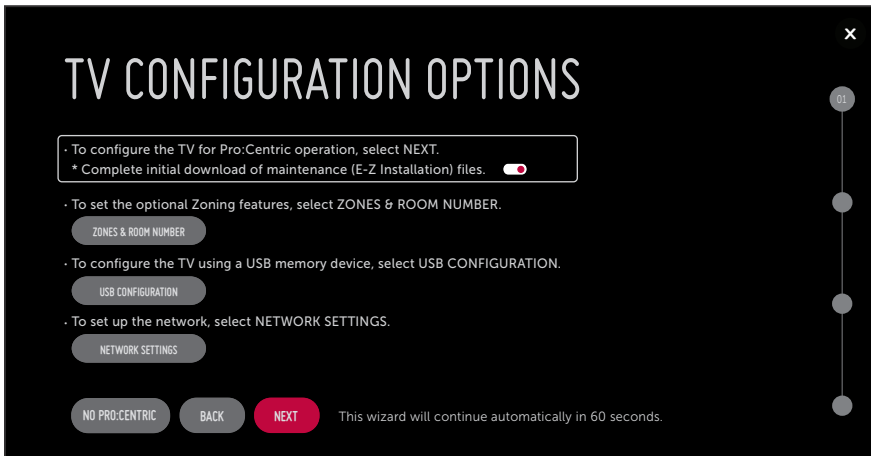 X
TV CONFIGURATION OPTIONS
01
· To configure the TV for Pro:Centric operation, select NEXT.
* Complete initial download of maintenance (E-Z Installation) files.
· To set the optional Zoning features, select ZONES & ROOM NUMBER.
ZONES & ROOM NUMBER
· To configure the TV using a USB memory device, select USB CONFIGURATION.
USB CONFIGURATION
· To set up the network, select NETWORK SETTINGS.
NETWORK SETTINGS
NO PRO:CENTRIC BACK NEXT This wizard will continue automatically in 60 seconds.